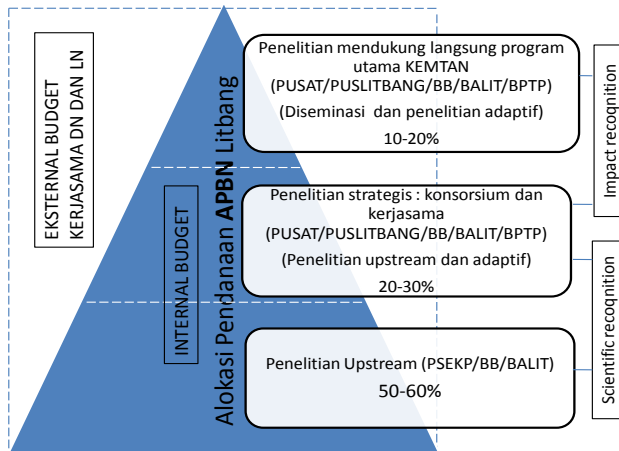 EKSTERNAL BUDGET
KERJASAMA DN DAN LN
INTERNAL BUDGET
Alokasi Pendanaan APBN Litbang
Penelitian mendukung langsung program
utama KEMTAN
(PUSAT/PUSLITBANG/BB/BALIT/BPTP)
(Diseminasi dan penelitian adaptif)
10-20%
Penelitian strategis : konsorsium dan
kerjasama
(PUSAT/PUSLITBANG/BB/BALIT/BPTP)
(Penelitian upstream dan adaptif)
20-30%
Penelitian Upstream (PSEKP/BB/BALIT)
50-60%
Impact recognition
Scientific recognition